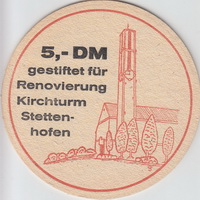 5,- DM
gestiftet für
Renovierung
Kirchturm
Stetten-
hofen